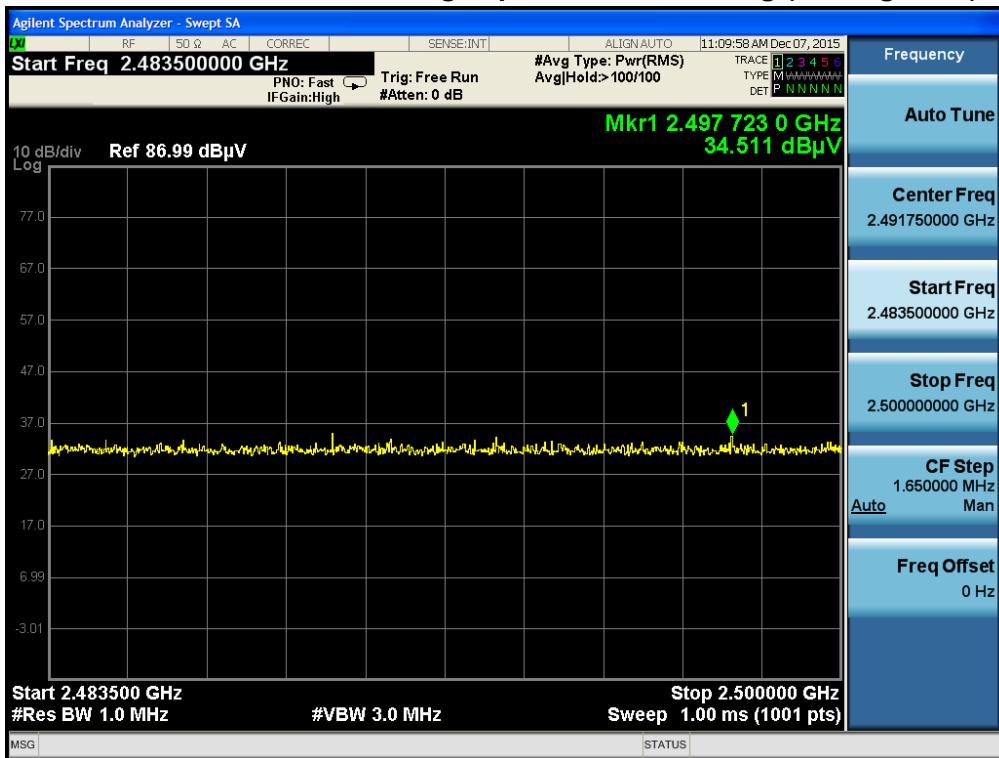 Agilent Spectrum Analyzer - Swept SA
LXI RF 50 Ω AC CORREC SENSE:INT ALIGN AUTO 11:09:58 AM Dec 07, 2015
Start Freq 2.483500000 GHz
PNO: Fast
IFGain:High
Trig: Free Run
#Atten: 0 dB
#Avg Type: Pwr(RMS)
Avg|Hold:>100/100
TRACE 1 2 3 4 5 6
TYPE M WWWWW
DET P N N N N N
Mkr1 2.497 723 0 GHz
34.511 dBµV
10 dB/div Ref 86.99 dBµV
Log
77.0
67.0
57.0
47.0
37.0
27.0
17.0
6.99
-3.01
1
Start 2.483500 GHz Stop 2.500000 GHz
#Res BW 1.0 MHz #VBW 3.0 MHz Sweep 1.00 ms (1001 pts)
MSG STATUS
Frequency
Auto Tune
Center Freq
2.491750000 GHz
Start Freq
2.483500000 GHz
Stop Freq
2.500000000 GHz
CF Step
1.650000 MHz
Auto Man
Freq Offset
0 Hz